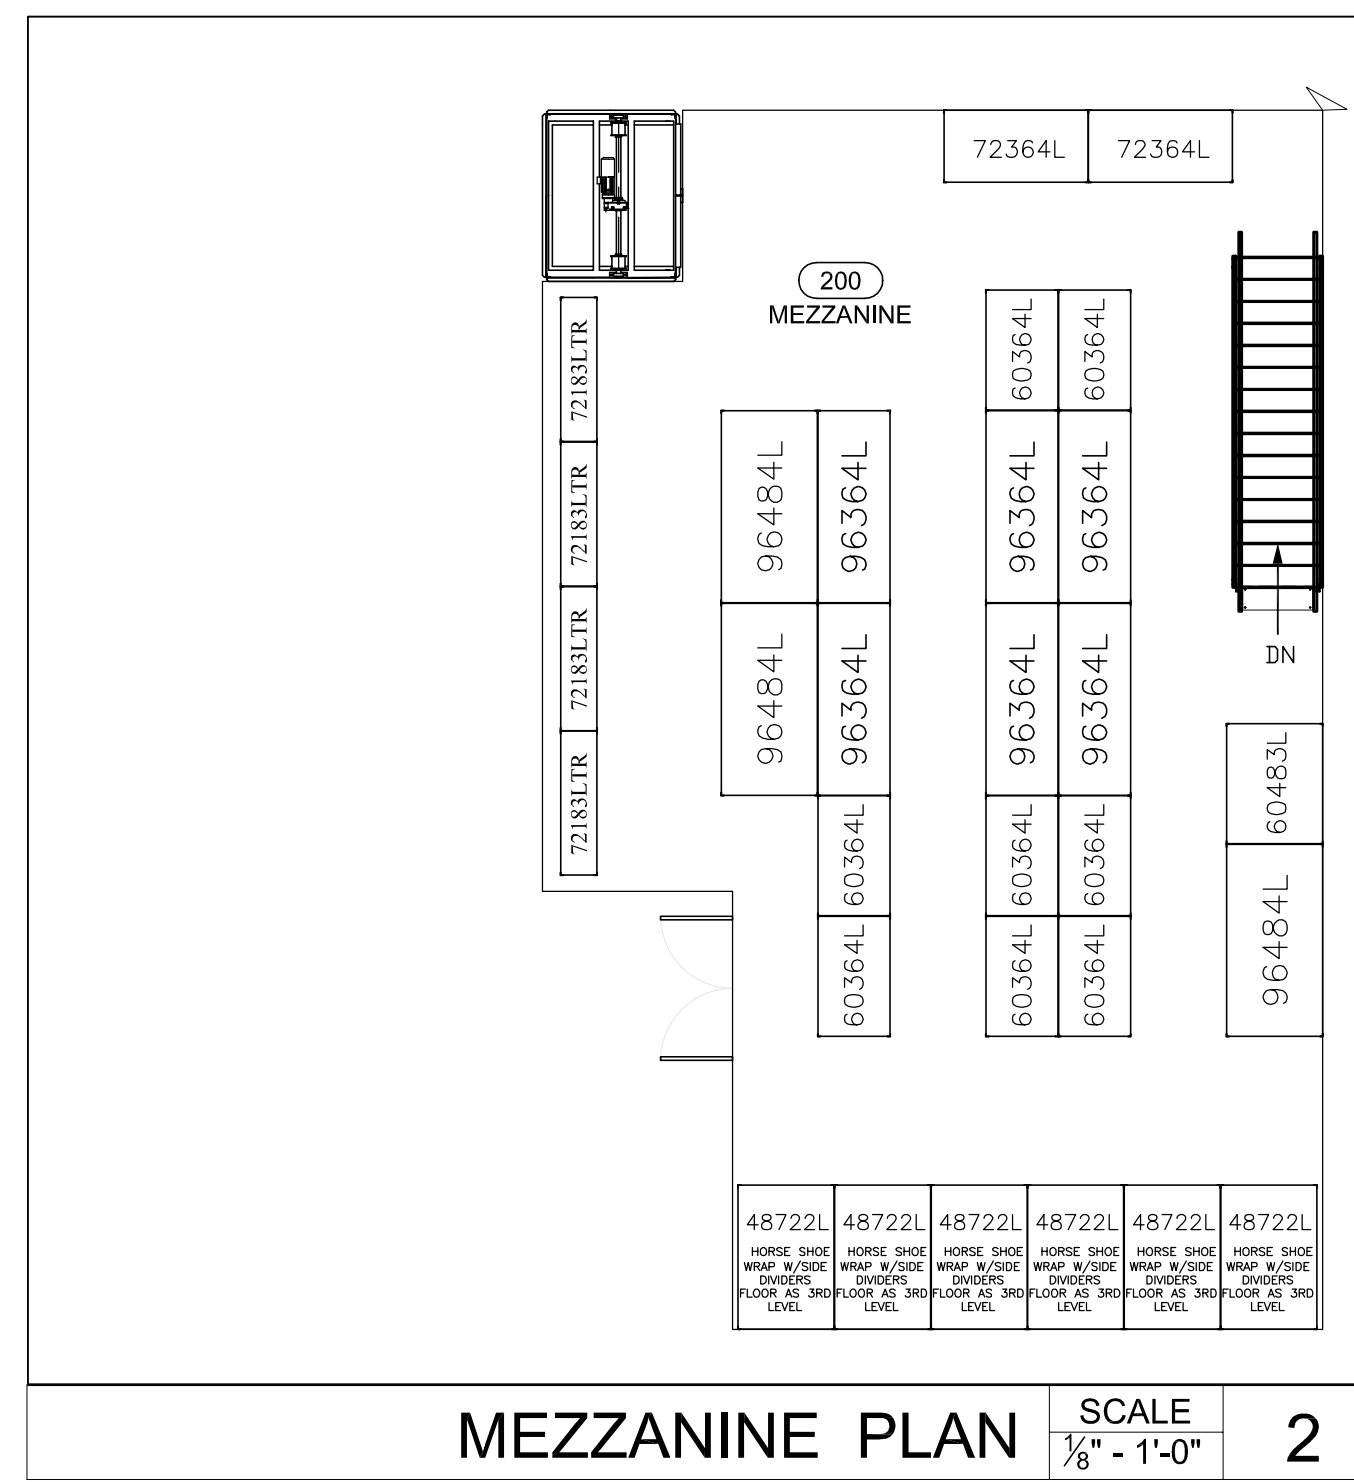 72364L 72364L
200
MEZZANINE
72183LTR
72183LTR
72183LTR
72183LTR
96484L
96484L
96364L
96364L
60364L
60364L
60364L
96364L
96364L
60364L
60364L
60364L
96364L
96364L
60364L
60364L
DN
60483L
96484L
48722L
HORSE SHOE
WRAP W/SIDE
DIVIDERS
FLOOR AS 3RD
LEVEL
48722L
HORSE SHOE
WRAP W/SIDE
DIVIDERS
FLOOR AS 3RD
LEVEL
48722L
HORSE SHOE
WRAP W/SIDE
DIVIDERS
FLOOR AS 3RD
LEVEL
48722L
HORSE SHOE
WRAP W/SIDE
DIVIDERS
FLOOR AS 3RD
LEVEL
48722L
HORSE SHOE
WRAP W/SIDE
DIVIDERS
FLOOR AS 3RD
LEVEL
48722L
HORSE SHOE
WRAP W/SIDE
DIVIDERS
FLOOR AS 3RD
LEVEL
MEZZANINE PLAN
SCALE
1/8" - 1'-0"
2